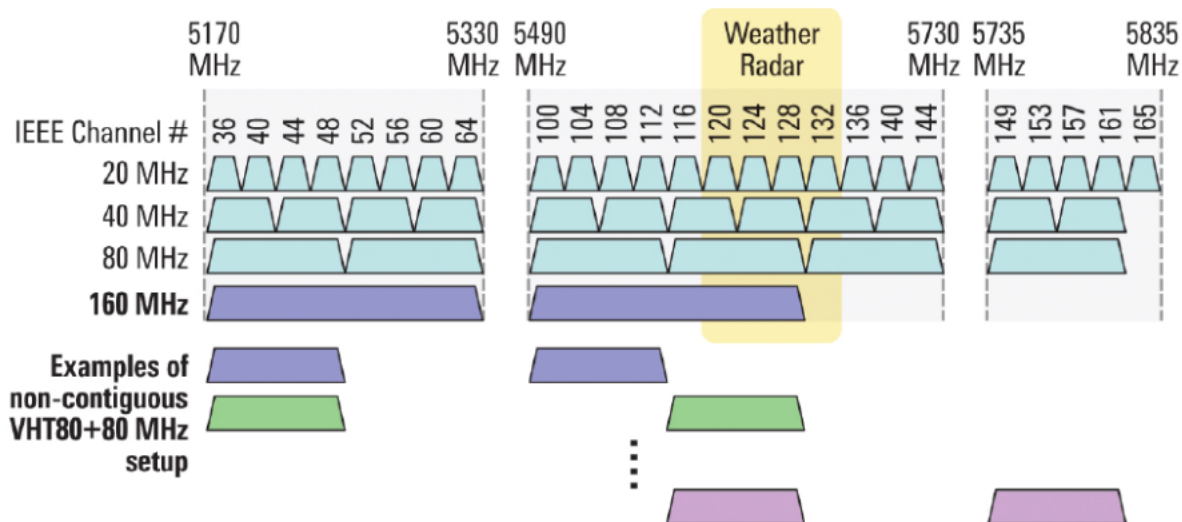 5170 MHz
5330 MHz
5490 MHz
Weather Radar
5730 MHz
5735 MHz
5835 MHz
IEEE Channel # 36 40 44 48 52 56 60 64 100 104 108 112 116 120 124 128 132 136 140 144 149 153 157 161 165
20 MHz
40 MHz
80 MHz
160 MHz
Examples of
non-contiguous
VHT80+80 MHz
setup